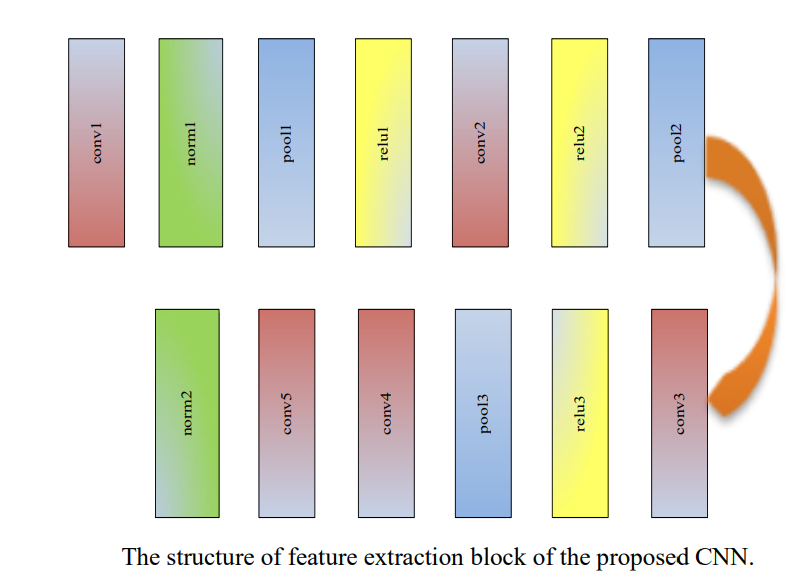 conv1
norm1
pool1
relu1
conv2
relu2
pool2
norm2
conv5
conv4
pool3
relu3
conv3
The structure of feature extraction block of the proposed CNN.